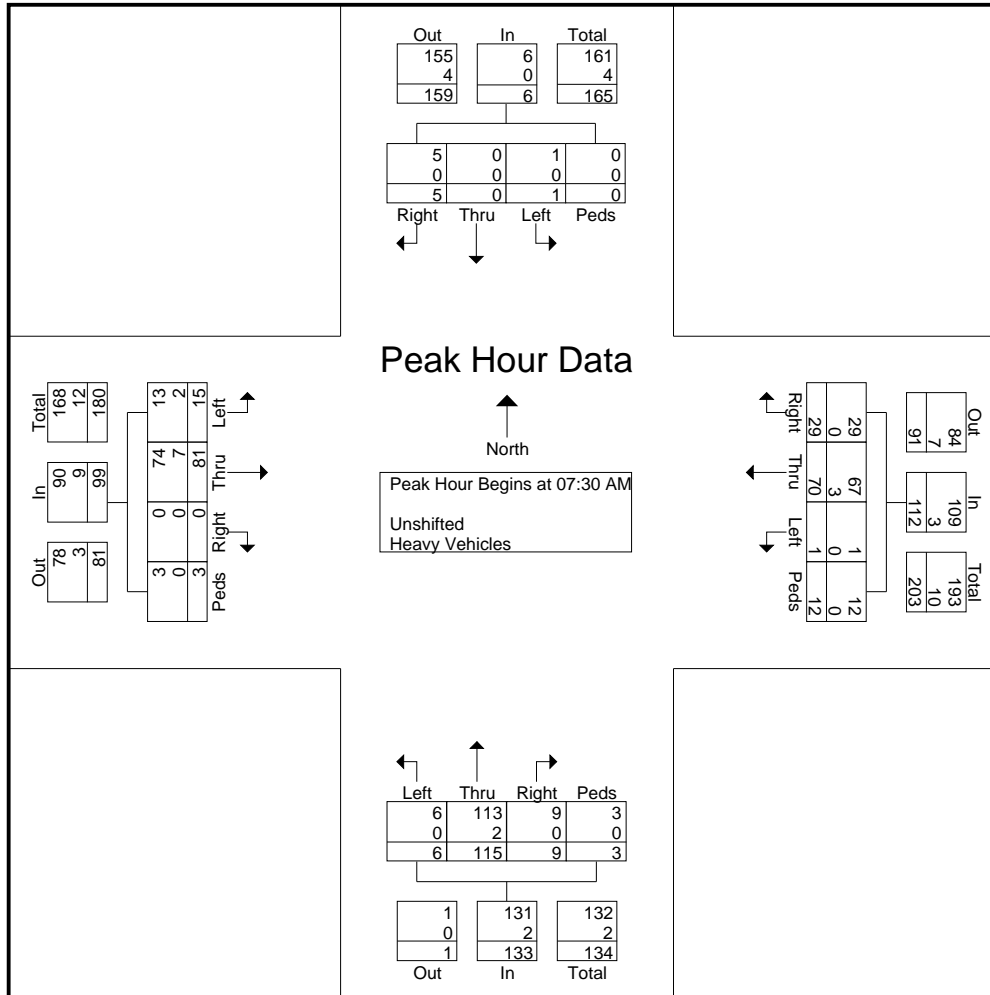 Out In Total
155 6 161
4 0 4
159 6 165
5 0 1 0
0 0 0 0
5 0 1 0
Right Thru Left Peds
Peak Hour Data
North
Peak Hour Begins at 07:30 AM
Unshifted
Heavy Vehicles
Left Thru Right Peds
15 81 0 3
2 7 0 0
13 74 0 3
Total In Out
180 99 81
12 9 3
168 90 78
Right Thru Left Peds
29 67 1 12
0 3 0 0
29 70 1 12
Out In Total
84 109 193
7 3 10
91 112 203
Left Thru Right Peds
6 113 9 3
0 2 0 0
6 115 9 3
1 131 132
0 2 2
1 133 134
Out In Total